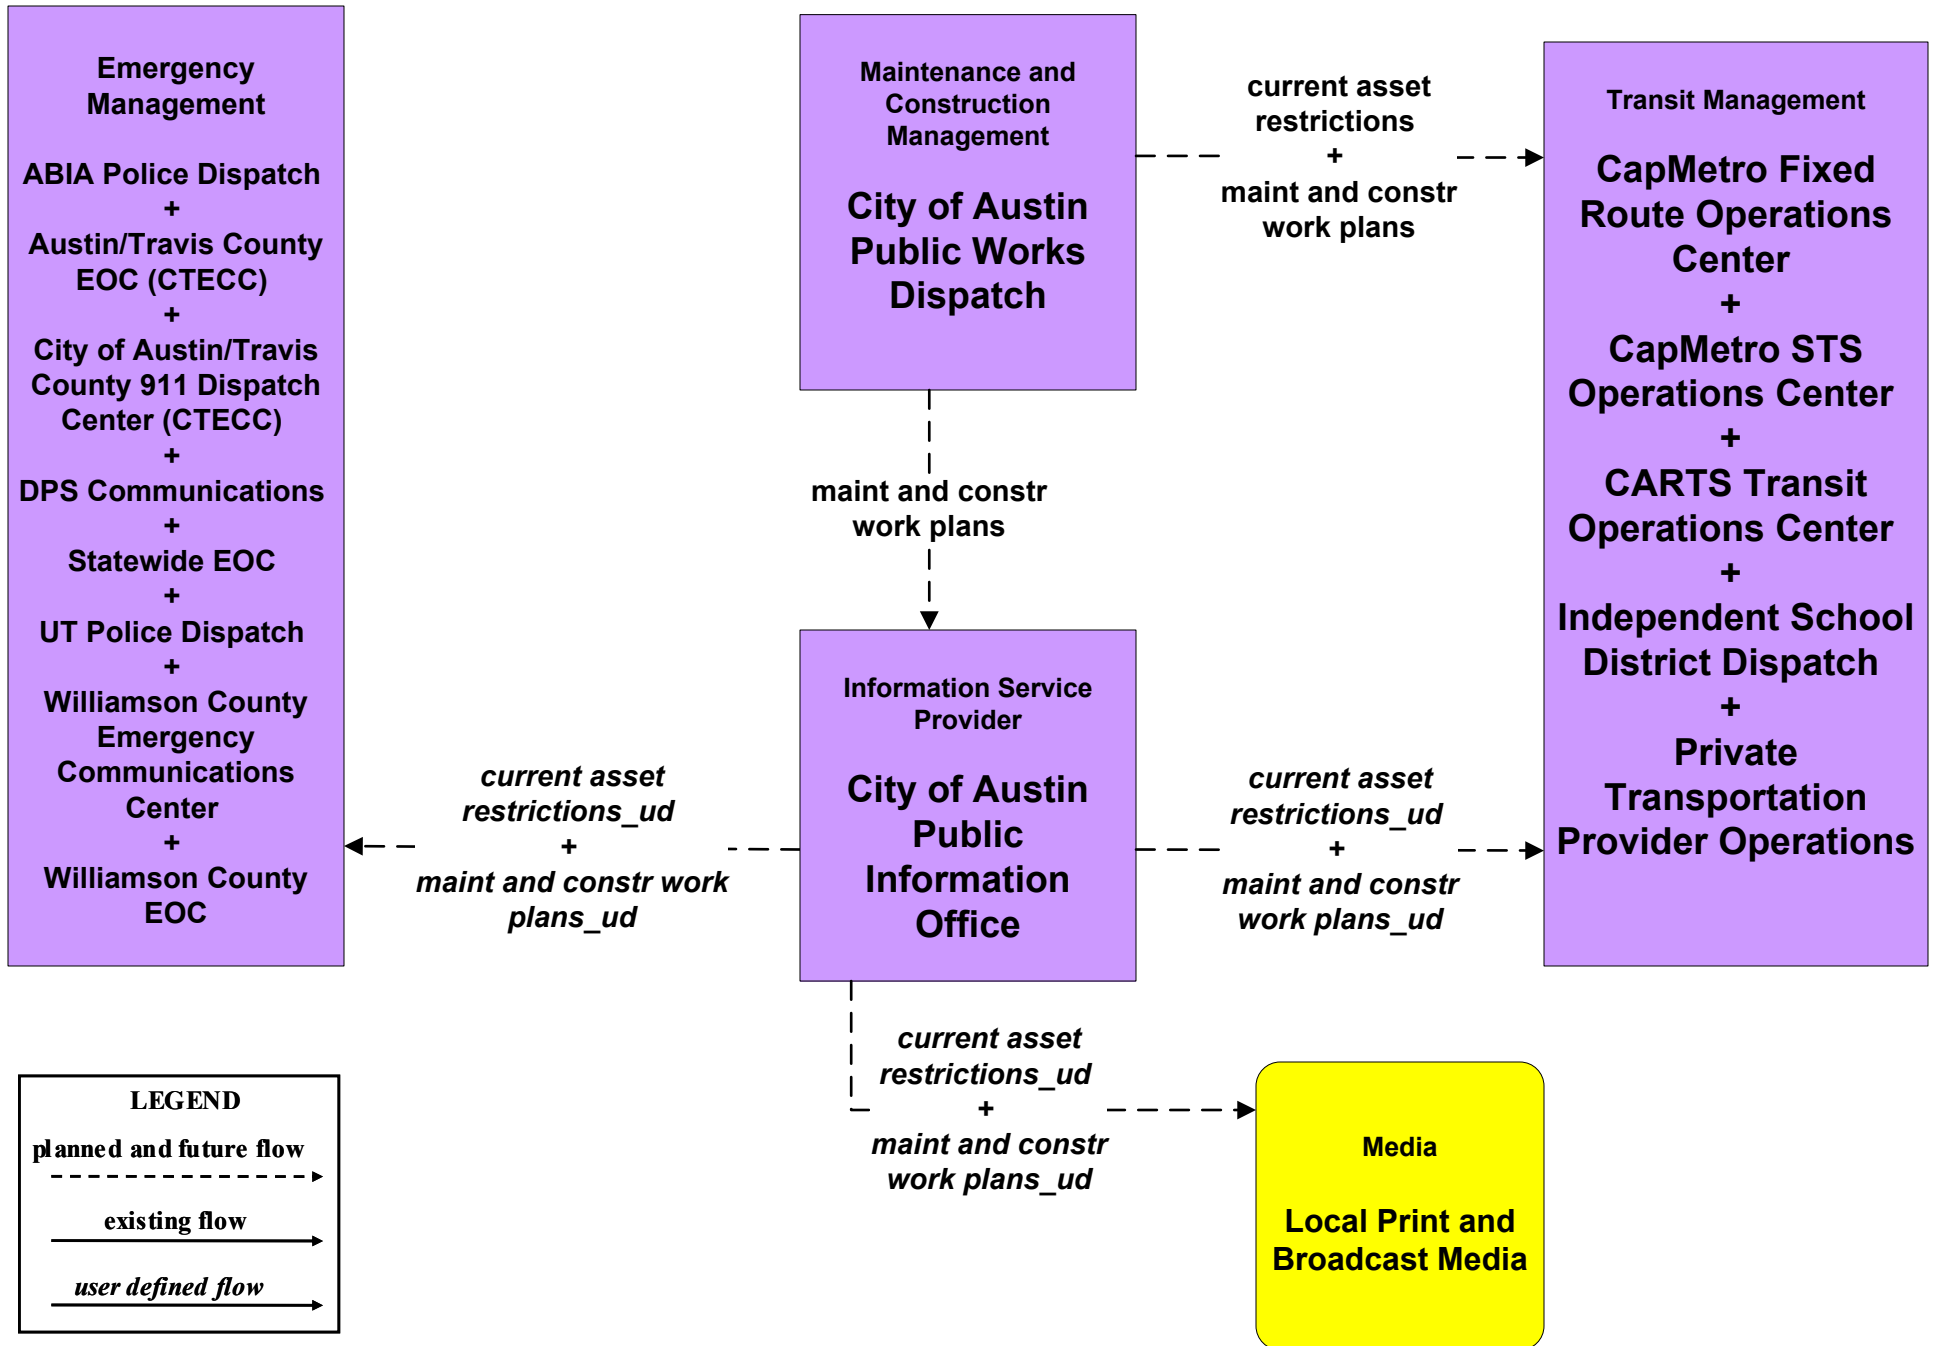 Emergency
Management
ABIA Police Dispatch
+
Austin/Travis County
EOC (CTECC)
+
City of Austin/Travis
County 911 Dispatch
Center (CTECC)
+
DPS Communications
+
Statewide EOC
+
UT Police Dispatch
+
Williamson County
Emergency
Communications
Center
+
Williamson County
EOC
Maintenance and
Construction
Management
City of Austin
Public Works
Dispatch
current asset
restrictions
+
maint and constr
work plans
Transit Management
CapMetro Fixed
Route Operations
Center
+
CapMetro STS
Operations Center
+
CARTS Transit
Operations Center
+
Independent School
District Dispatch
+
Private
Transportation
Provider Operations
maint and constr
work plans
Information Service
Provider
City of Austin
Public
Information
Office
current asset
restrictions_ud
+
maint and constr work
plans_ud
current asset
restrictions_ud
+
maint and constr
work plans_ud
current asset
restrictions_ud
+
maint and constr
work plans_ud
Media
Local Print and
Broadcast Media
LEGEND
planned and future flow
existing flow
user defined flow